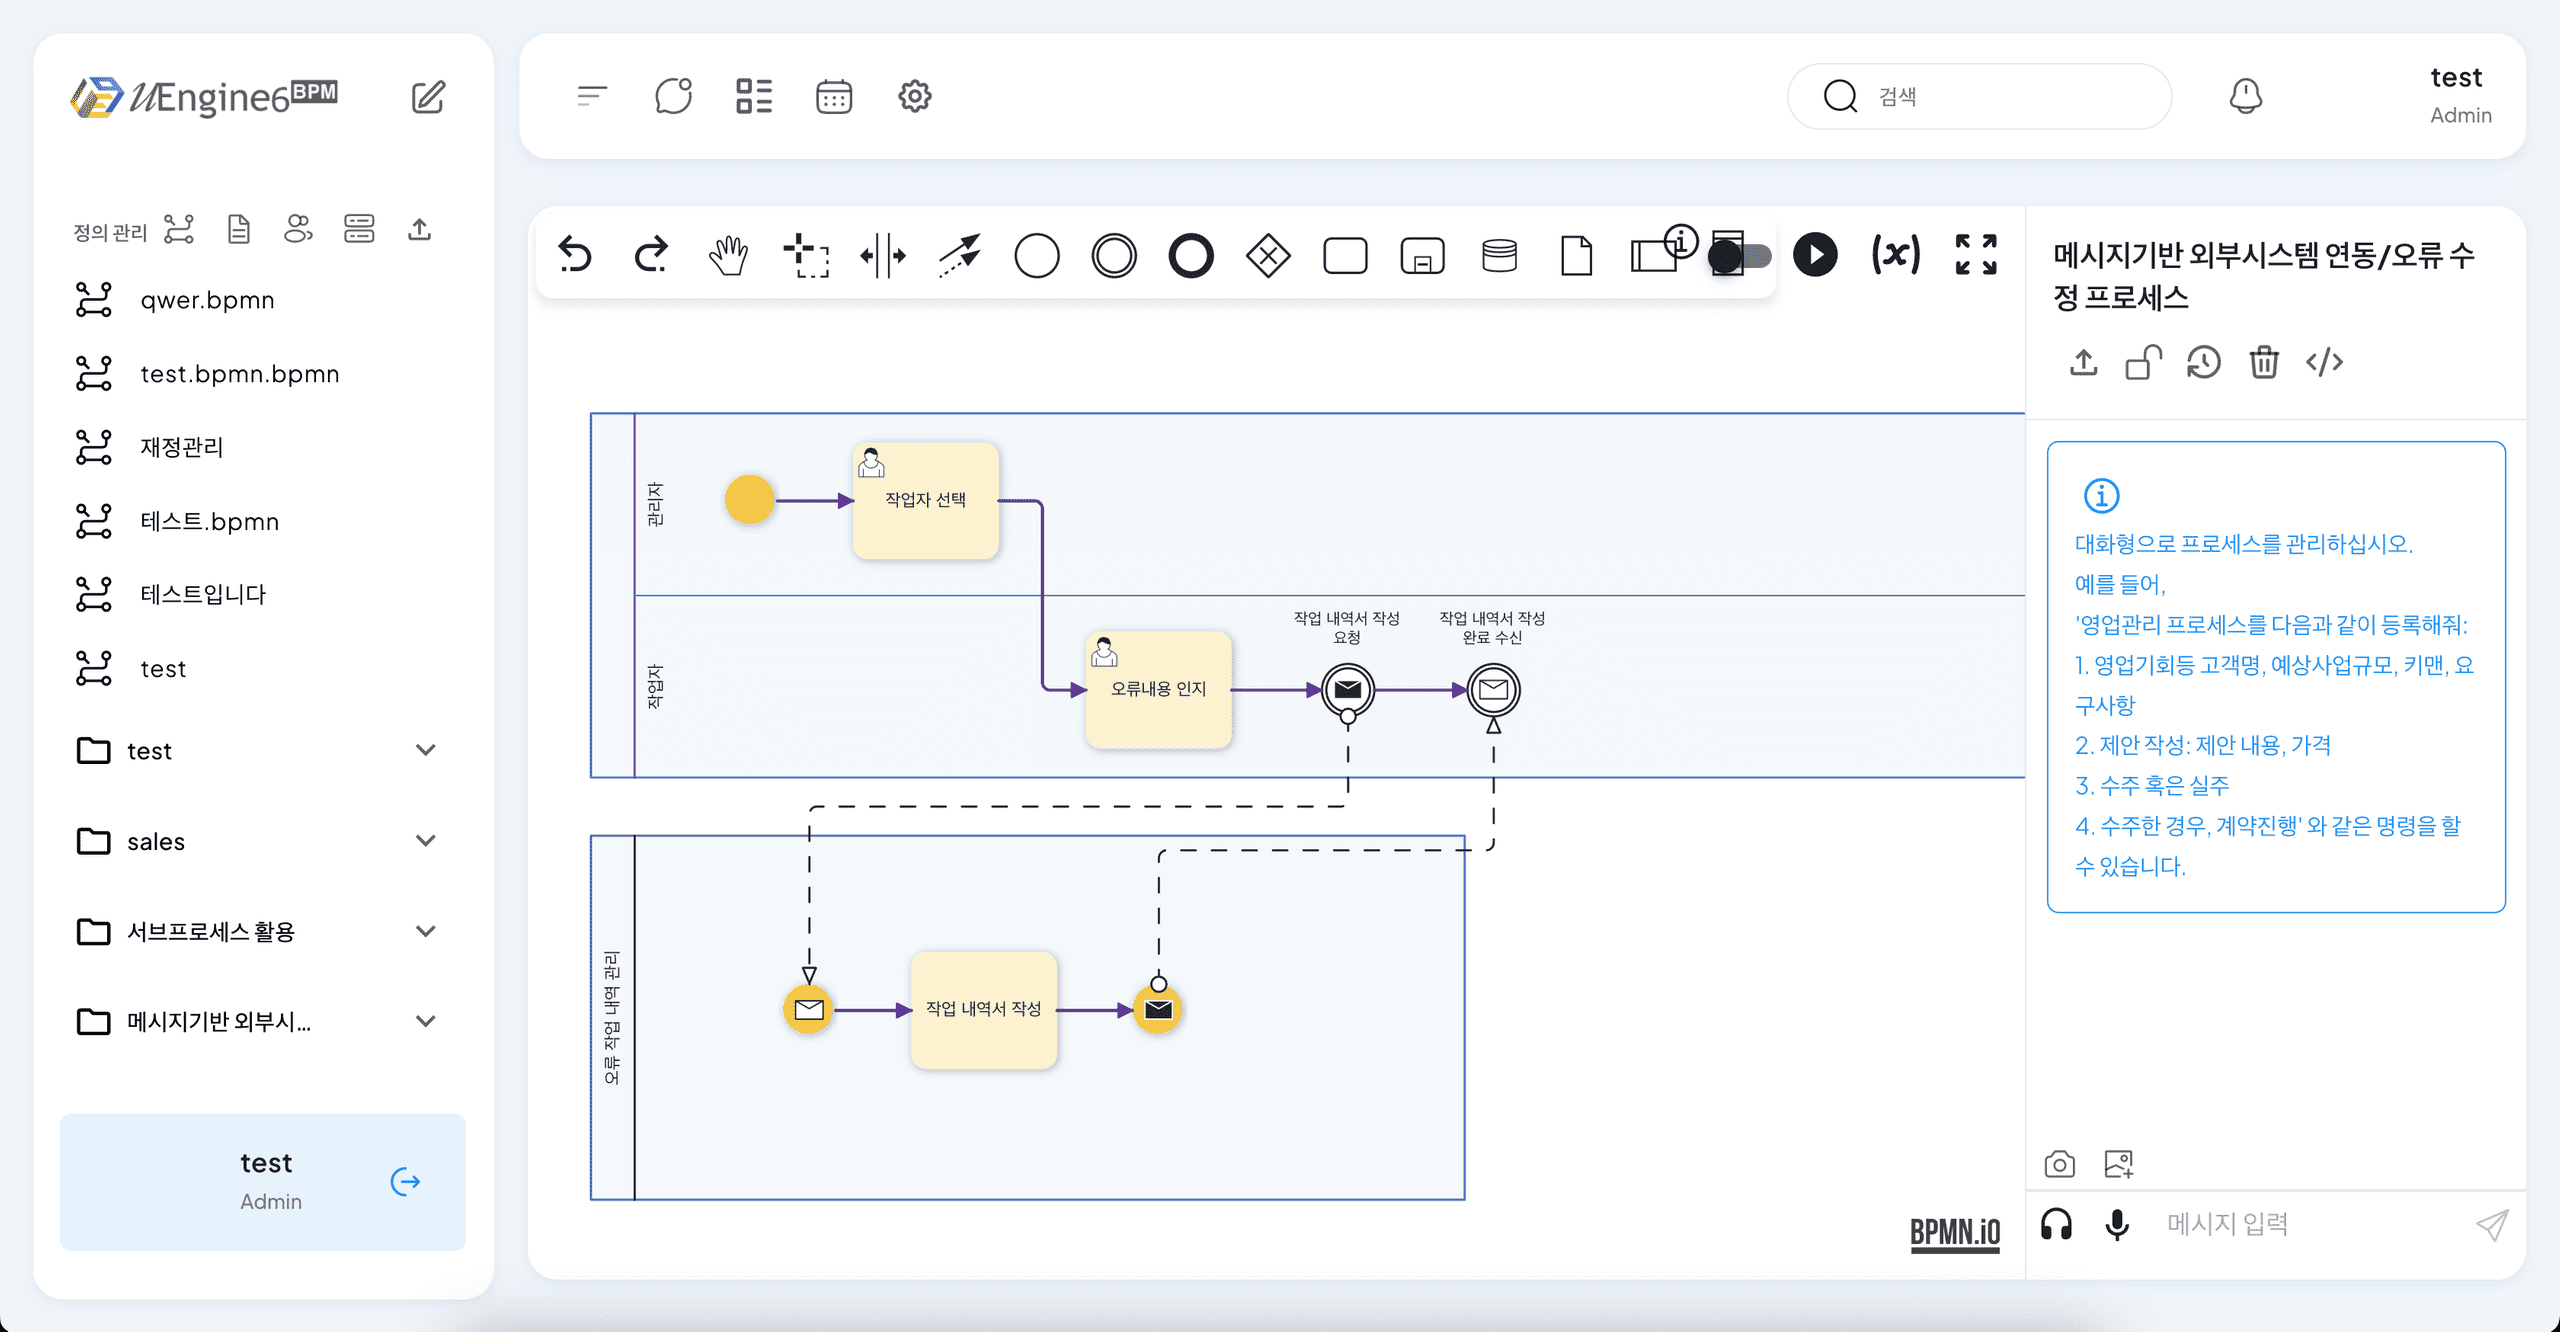 uEngine6BPM
정의 관리
qwer.bpmn
test.bpmn.bpmn
재정관리
테스트.bpmn
테스트입니다
test
test
sales
서브프로세스 활용
메시지기반 외부시...
test
Admin
검색
test
Admin
(x)
관리자
작업자 선택
작업자
오류내용 인지
작업 내역서 작성
요청
작업 내역서 작성
완료 수신
오류 작업 내역 관리
작업 내역서 작성
BPMN.iO
메시지기반 외부시스템 연동/오류 수
정 프로세스
대화형으로 프로세스를 관리하십시오.
예를 들어,
'영업관리 프로세스를 다음과 같이 등록해줘:
1. 영업기회등 고객명, 예상사업규모, 키맨, 요
구사항
2. 제안 작성: 제안 내용, 가격
3. 수주 혹은 실주
4. 수주한 경우, 계약진행' 와 같은 명령을 할
수 있습니다.
메시지 입력